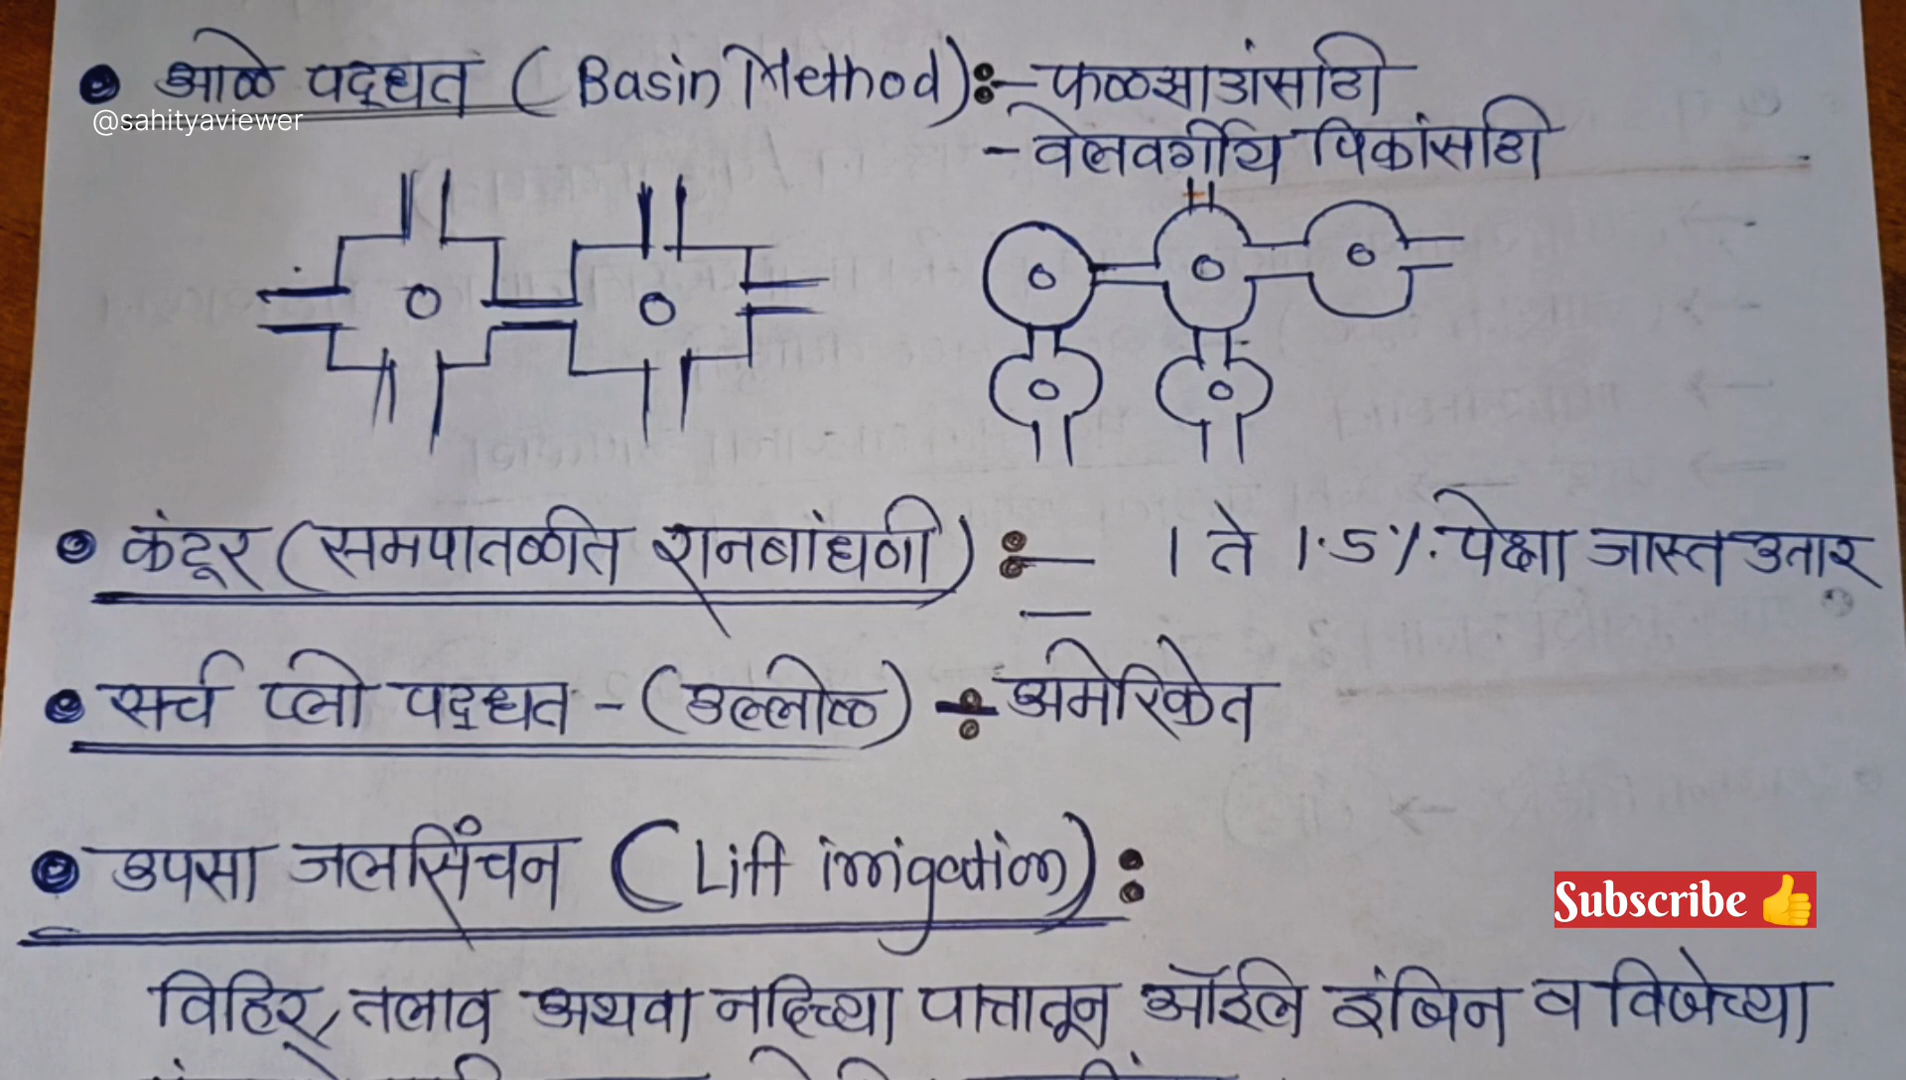 • आळे पद्धत (Basin Method):- फळझाडांसाठी
@sahityaviewer
- वेलवर्गीय पिकांसाठी
• कंटूर (समपातळीत रानबांधणी) :- 1 ते 1.5%. पेक्षा जास्त उतार
• सर्च प्लो पद्धत - (उल्लोळ) ÷ अमेरिकेत
• उपसा जलसिंचन (Lift irrigation) :
Subscribe 👍
विहिर, तलाव अथवा नदिच्या पात्रातून ऑईल इंजिन व विजेच्या